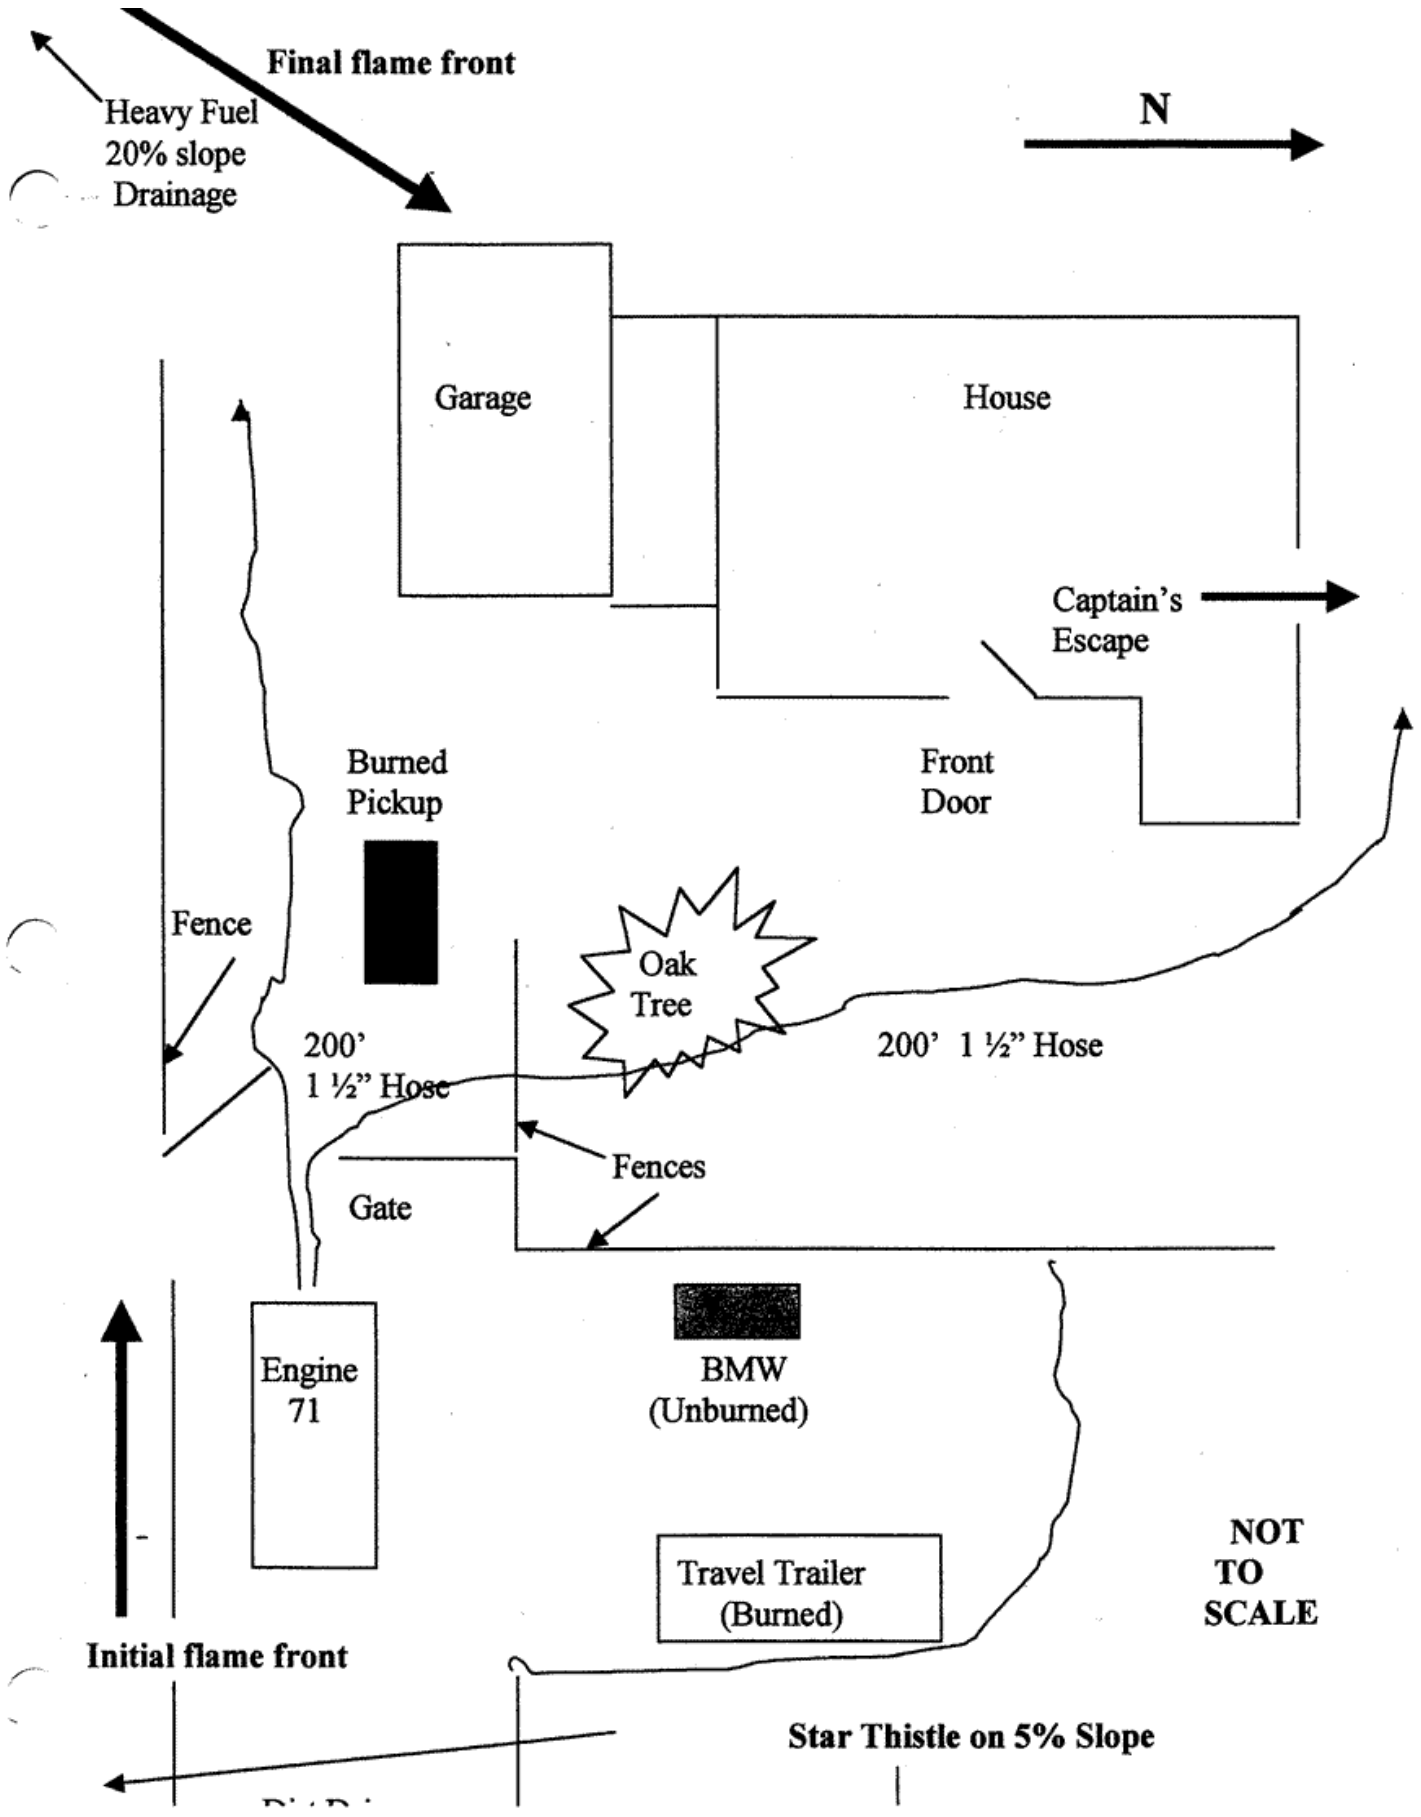 Final flame front
Heavy Fuel
20% slope
Drainage
N
Garage
House
Captain's
Escape
Burned
Pickup
Front
Door
Fence
Oak
Tree
200'
1 ½" Hose
200'  1 ½" Hose
Fences
Gate
Engine
71
BMW
(Unburned)
Travel Trailer
(Burned)
NOT
TO
SCALE
Initial flame front
Star Thistle on 5% Slope